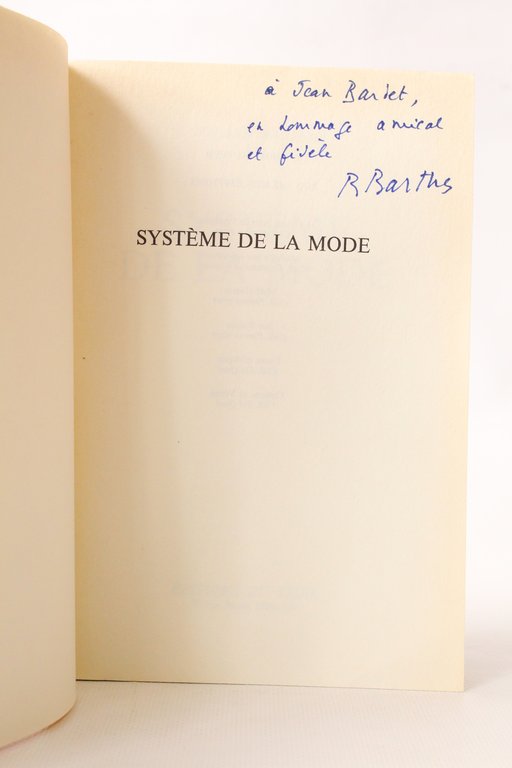 à Jean Bardet,
en hommage amical
et fidèle
R Barthes
SYSTÈME DE LA MODE